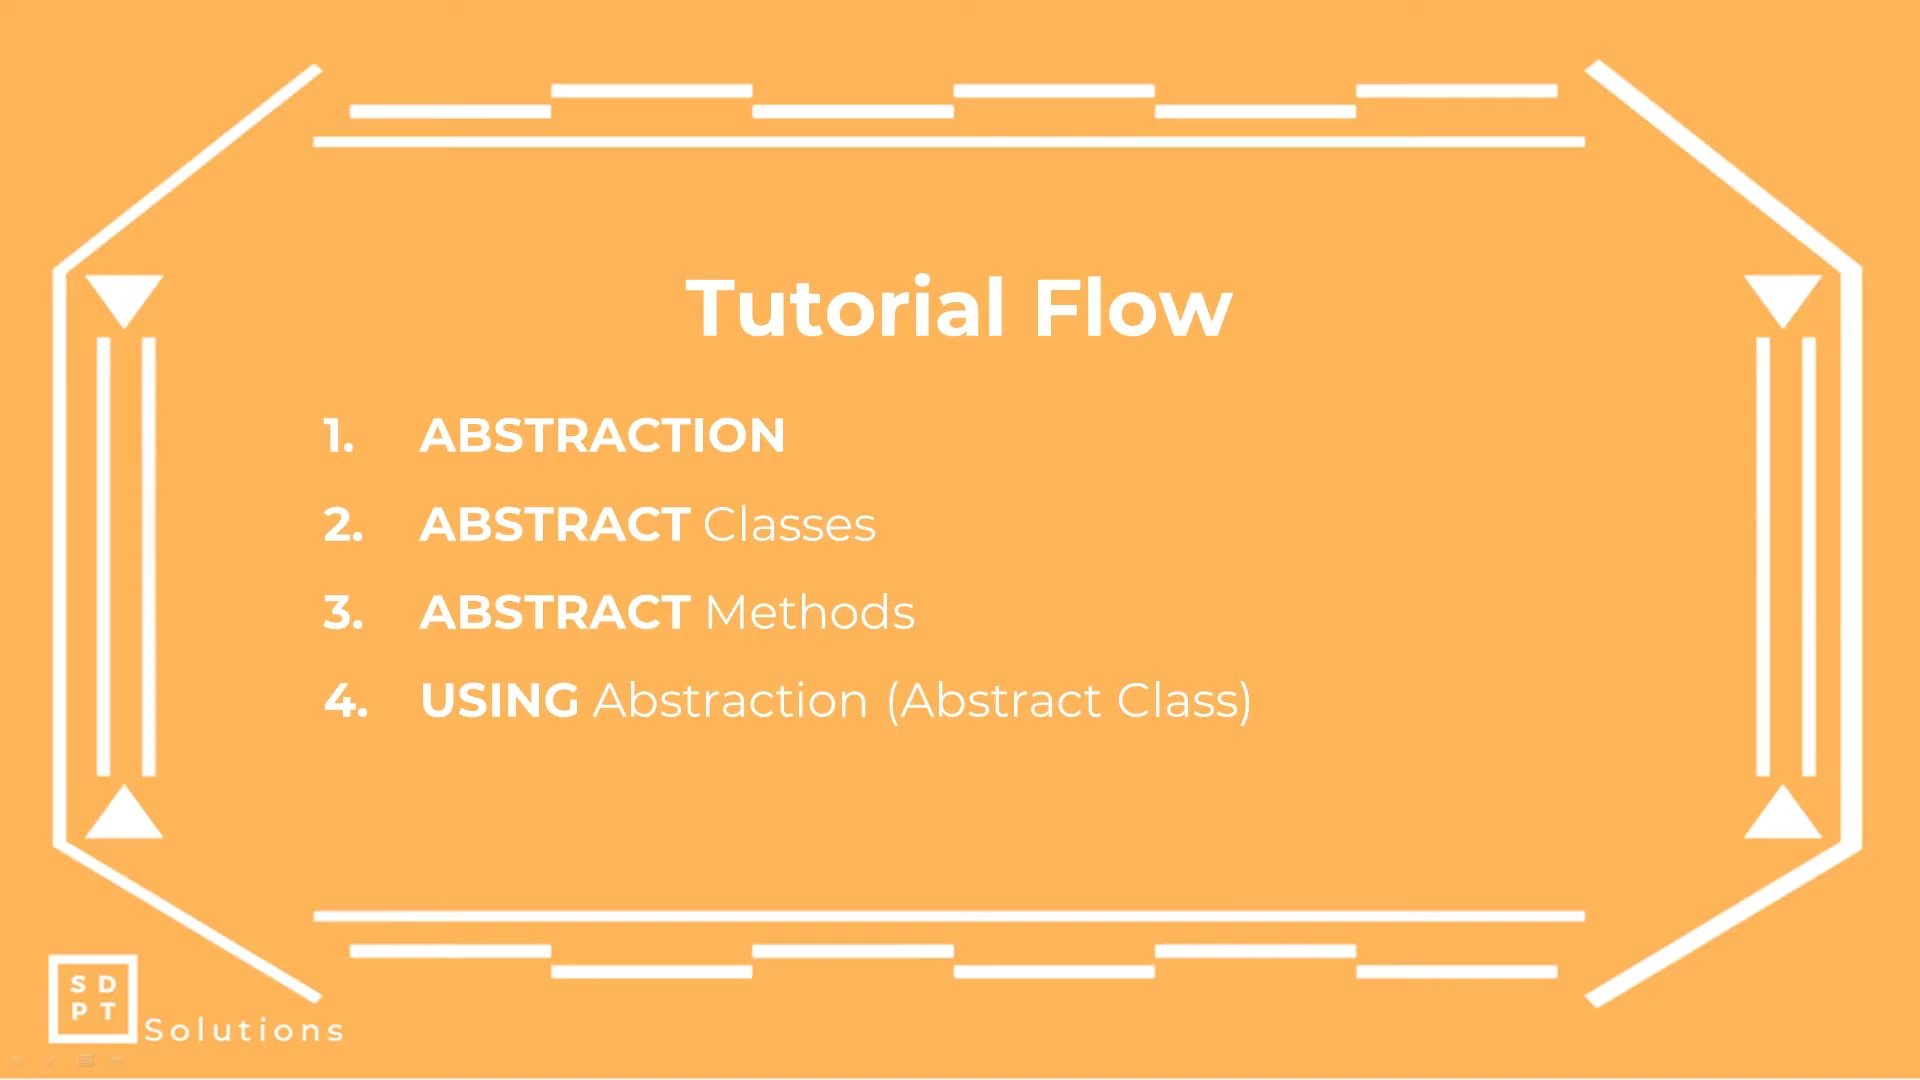 Tutorial Flow
1. ABSTRACTION
2. ABSTRACT Classes
3. ABSTRACT Methods
4. USING Abstraction (Abstract Class)
S D
P T
Solutions